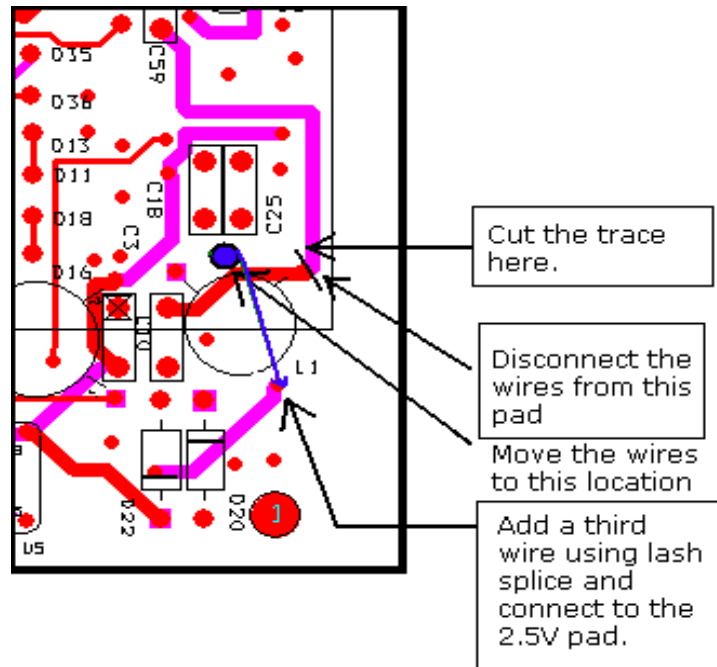 C59
D35
D36
D13
D11
D18
D16
C3
C18
C25
L1
D22
D20
1
U5
Cut the trace
here.
Disconnect the
wires from this
pad
Move the wires
to this location
Add a third
wire using lash
splice and
connect to the
2.5V pad.